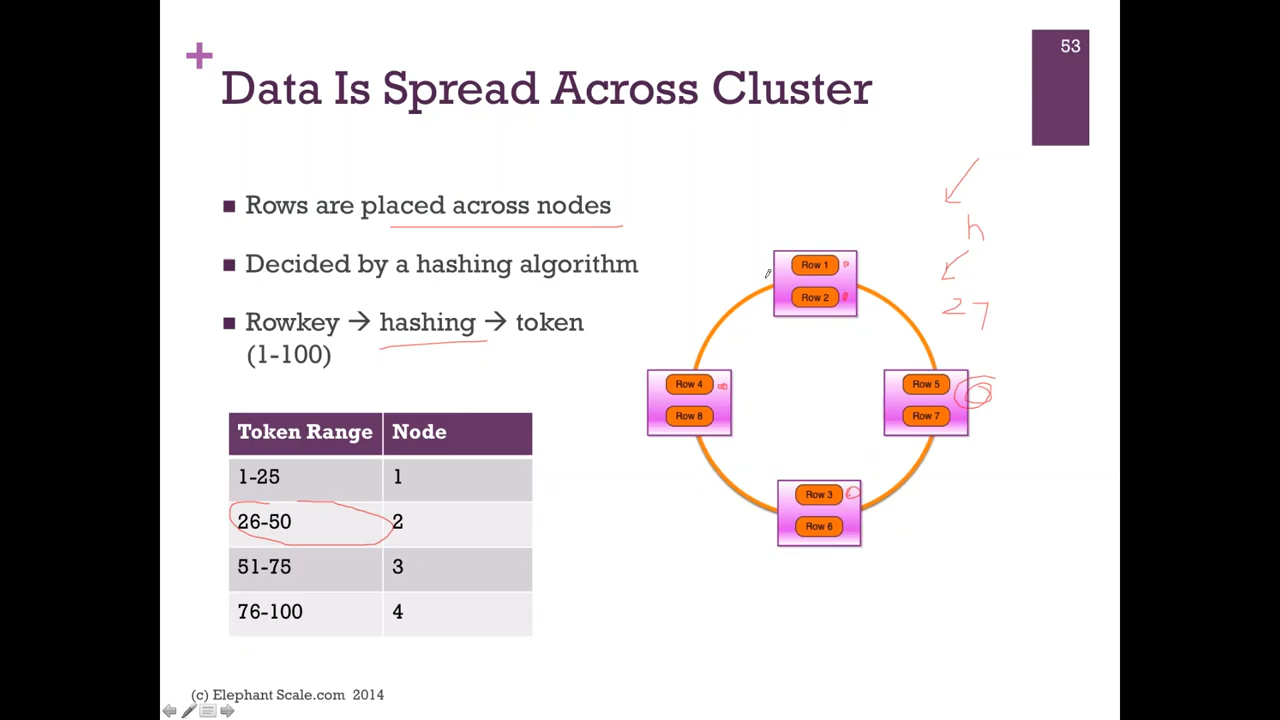 +
53
Data Is Spread Across Cluster
■ Rows are placed across nodes
■ Decided by a hashing algorithm
■ Rowkey → hashing → token
(1-100)
h
27
Row 1
Row 2
Row 4
Row 8
Row 5
Row 7
Row 3
Row 6
Token Range Node
1-25 1
26-50 2
51-75 3
76-100 4
(c) Elephant Scale.com 2014